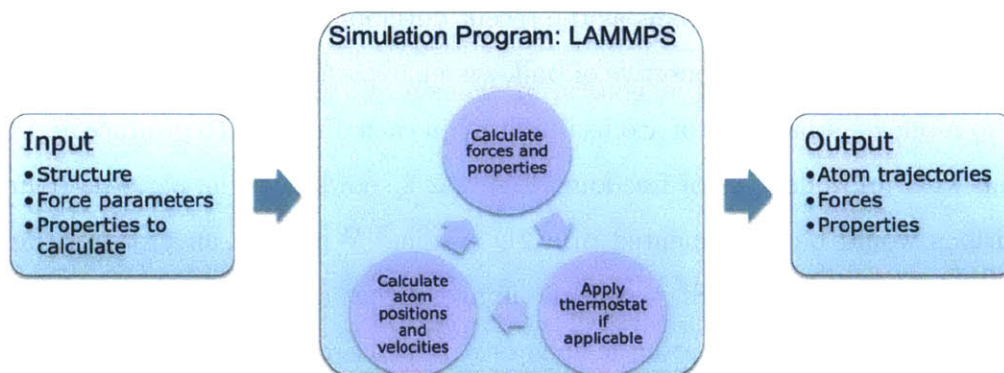 Simulation Program: LAMMPS
Input
• Structure
• Force parameters
• Properties to
calculate
Calculate
forces and
properties
Apply
thermostat
if
applicable
Calculate
atom
positions
and
velocities
Output
• Atom trajectories
• Forces
• Properties